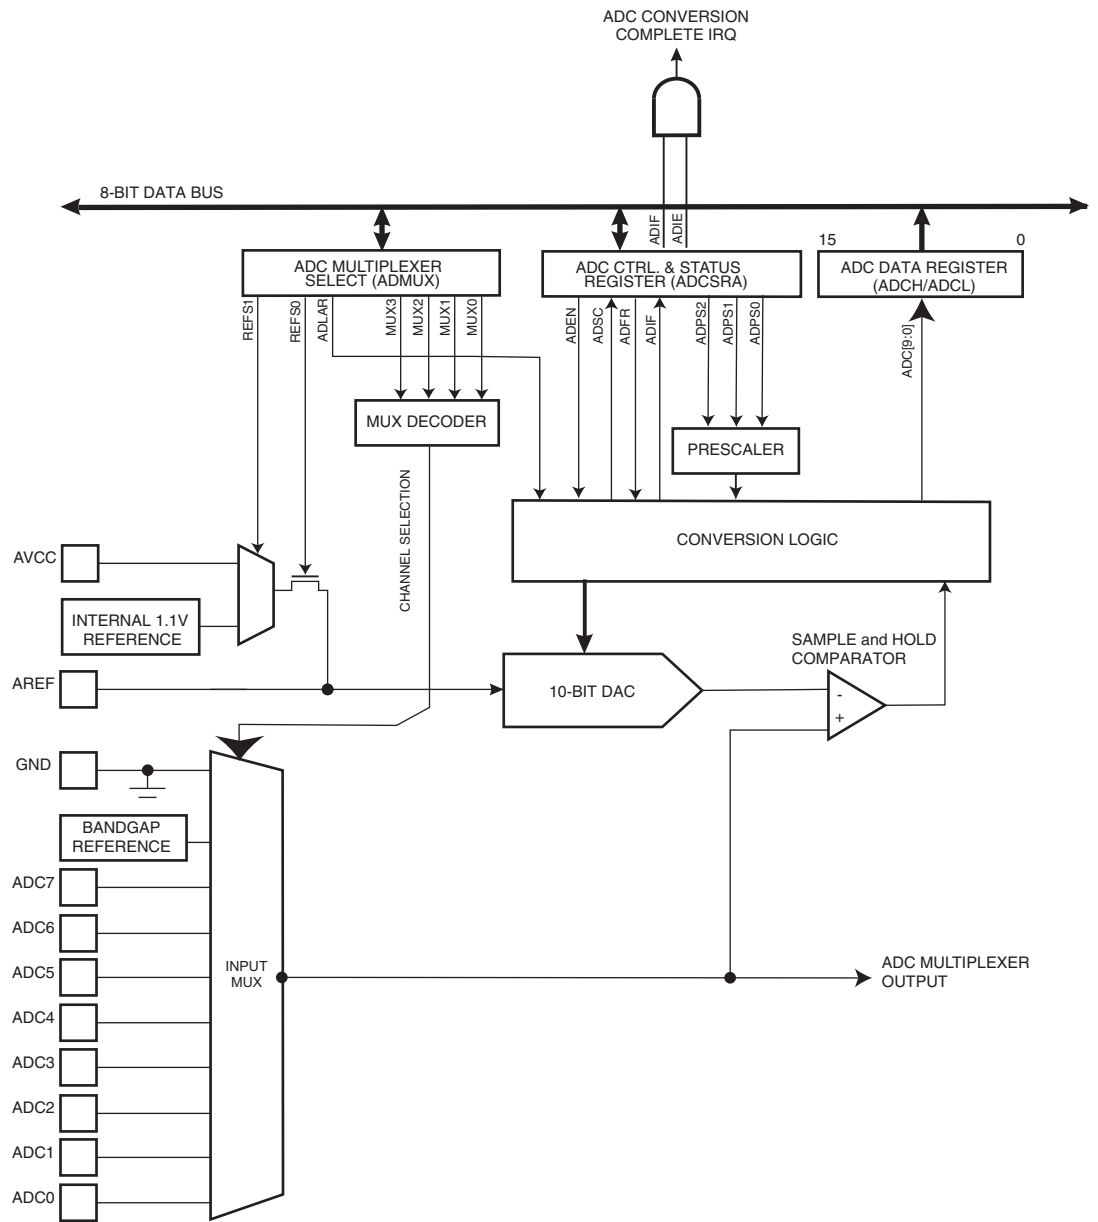 ADC CONVERSION
COMPLETE IRQ
8-BIT DATA BUS
ADIF
ADIE
15
0
ADC MULTIPLEXER
SELECT (ADMUX)
ADC CTRL. & STATUS
REGISTER (ADCSRA)
ADC DATA REGISTER
(ADCH/ADCL)
REFS1
REFS0
ADLAR
MUX3
MUX2
MUX1
MUX0
ADEN
ADSC
ADFR
ADIF
ADPS2
ADPS1
ADPS0
ADC[9:0]
MUX DECODER
PRESCALER
CHANNEL SELECTION
CONVERSION LOGIC
AVCC
INTERNAL 1.1V
REFERENCE
SAMPLE and HOLD
COMPARATOR
AREF
10-BIT DAC
-
+
GND
BANDGAP
REFERENCE
ADC7
ADC6
ADC5
INPUT
MUX
ADC MULTIPLEXER
OUTPUT
ADC4
ADC3
ADC2
ADC1
ADC0